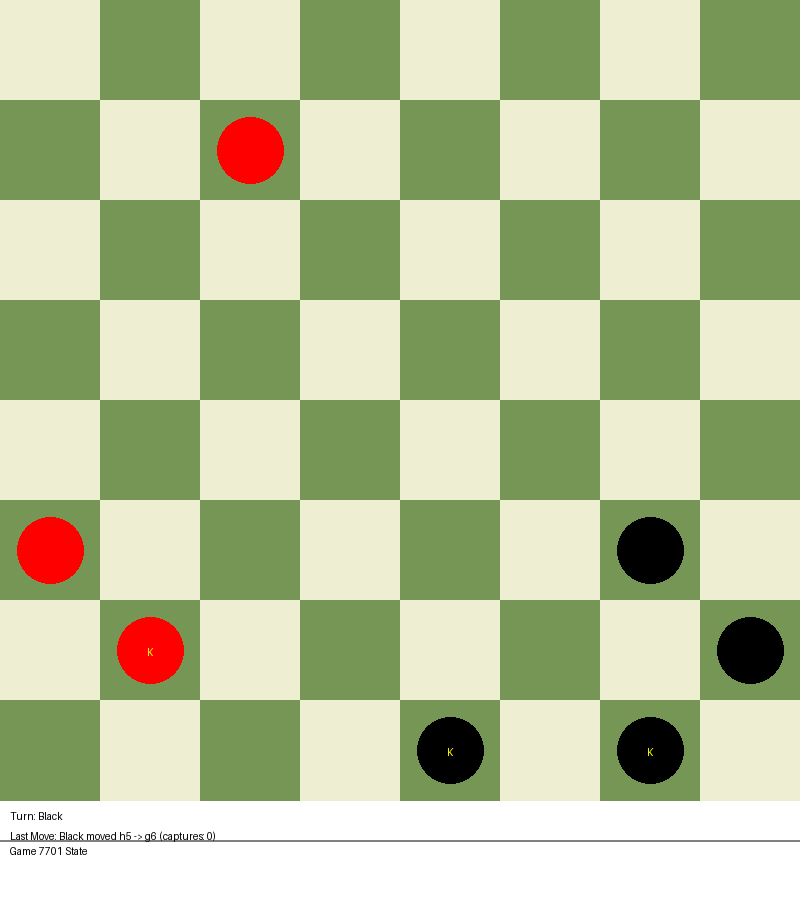 K
K
K
Turn: Black
Last Move: Black moved h5 -> g6 (captures: 0)
Game 7701 State